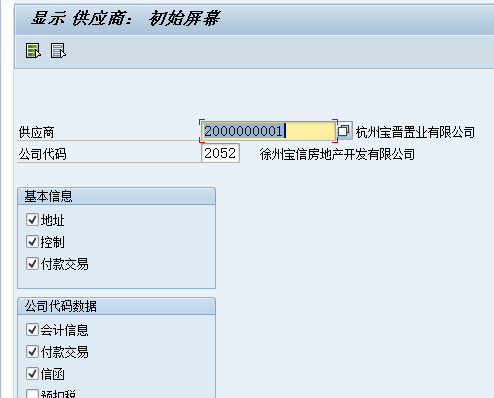 显示 供应商： 初始屏幕
供应商 2000000001 杭州宝晋置业有限公司
公司代码 2052 徐州宝信房地产开发有限公司
基本信息
地址
控制
付款交易
公司代码数据
会计信息
付款交易
信函
预扣税